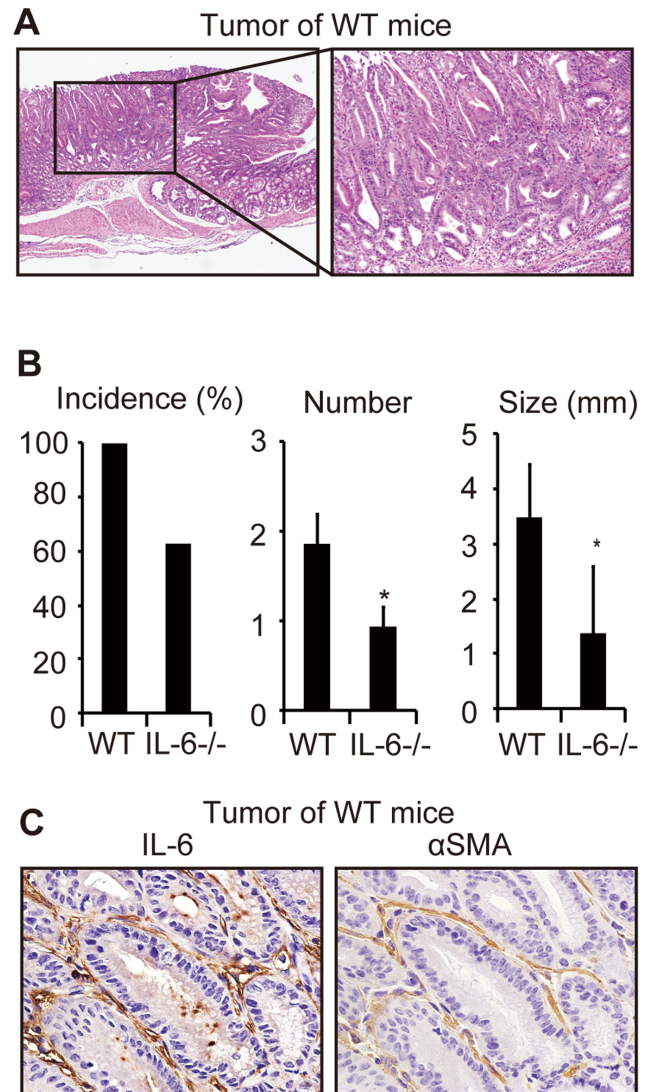 A
Tumor of WT mice
B
Incidence (%)
Number
Size (mm)
100
80
60
40
20
0
WT IL-6-/-
3
2
1
0
*
WT IL-6-/-
5
4
3
2
1
0
*
WT IL-6-/-
C
Tumor of WT mice
IL-6
αSMA